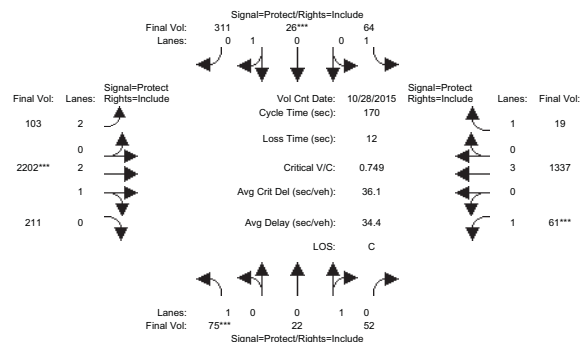 Signal=Protect/Rights=Include
Final Vol: 311 26*** 64
Lanes: 0 1 0 0 1
Signal=Protect Signal=Protect
Final Vol: Lanes: Rights=Include Vol Cnt Date: 10/28/2015 Rights=Include Lanes: Final Vol:
Cycle Time (sec): 170
103 2 1 19
Loss Time (sec): 12
0 0
2202*** 2 Critical V/C: 0.749 3 1337
1 Avg Crit Del (sec/veh): 36.1 0
211 0 Avg Delay (sec/veh): 34.4 1 61***
LOS: C
Lanes: 1 0 0 1 0
Final Vol: 75*** 22 52
Signal=Protect/Rights=Include